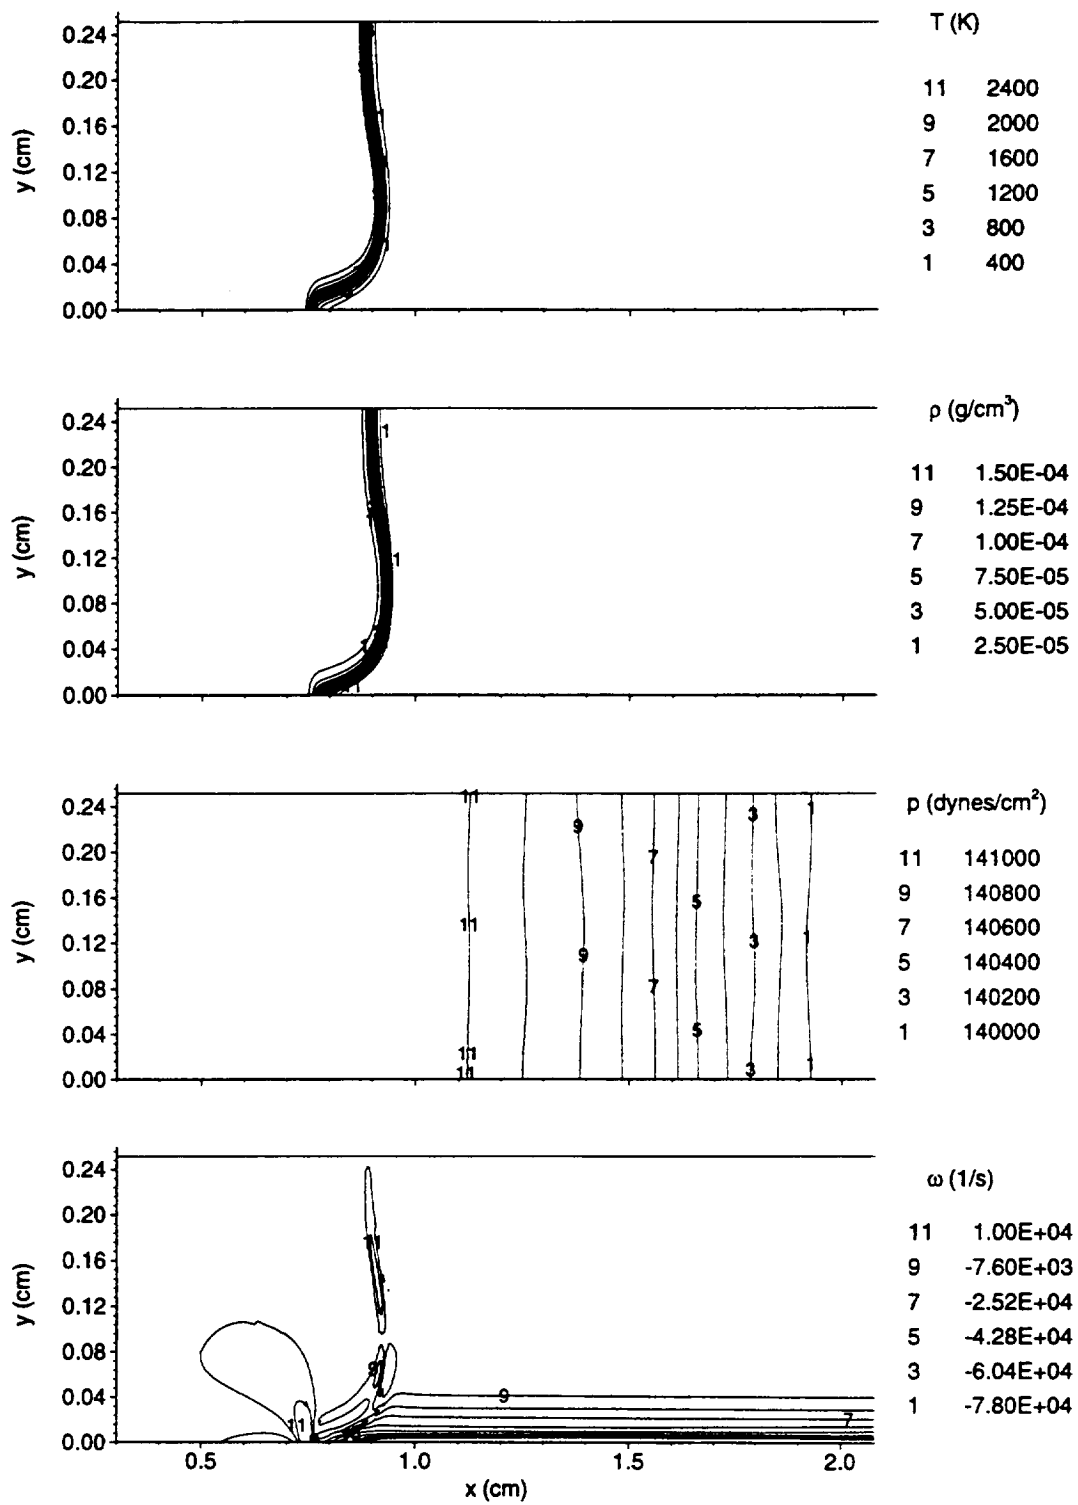 T (K)
11 2400
9 2000
7 1600
5 1200
3 800
1 400
y (cm)
0.24
0.20
0.16
0.12
0.08
0.04
0.00
1
1
ρ (g/cm³)
11 1.50E-04
9 1.25E-04
7 1.00E-04
5 7.50E-05
3 5.00E-05
1 2.50E-05
y (cm)
0.24
0.20
0.16
0.12
0.08
0.04
0.00
1
1
1
1
p (dynes/cm²)
11 141000
9 140800
7 140600
5 140400
3 140200
1 140000
y (cm)
0.24
0.20
0.16
0.12
0.08
0.04
0.00
11 3 1
9
7
5
11 3 1
9
7
5
11
11 3 1
ω (1/s)
11 1.00E+04
9 -7.60E+03
7 -2.52E+04
5 -4.28E+04
3 -6.04E+04
1 -7.80E+04
y (cm)
0.24
0.20
0.16
0.12
0.08
0.04
0.00
11
9
9
11 7
0.5 1.0 1.5 2.0
x (cm)